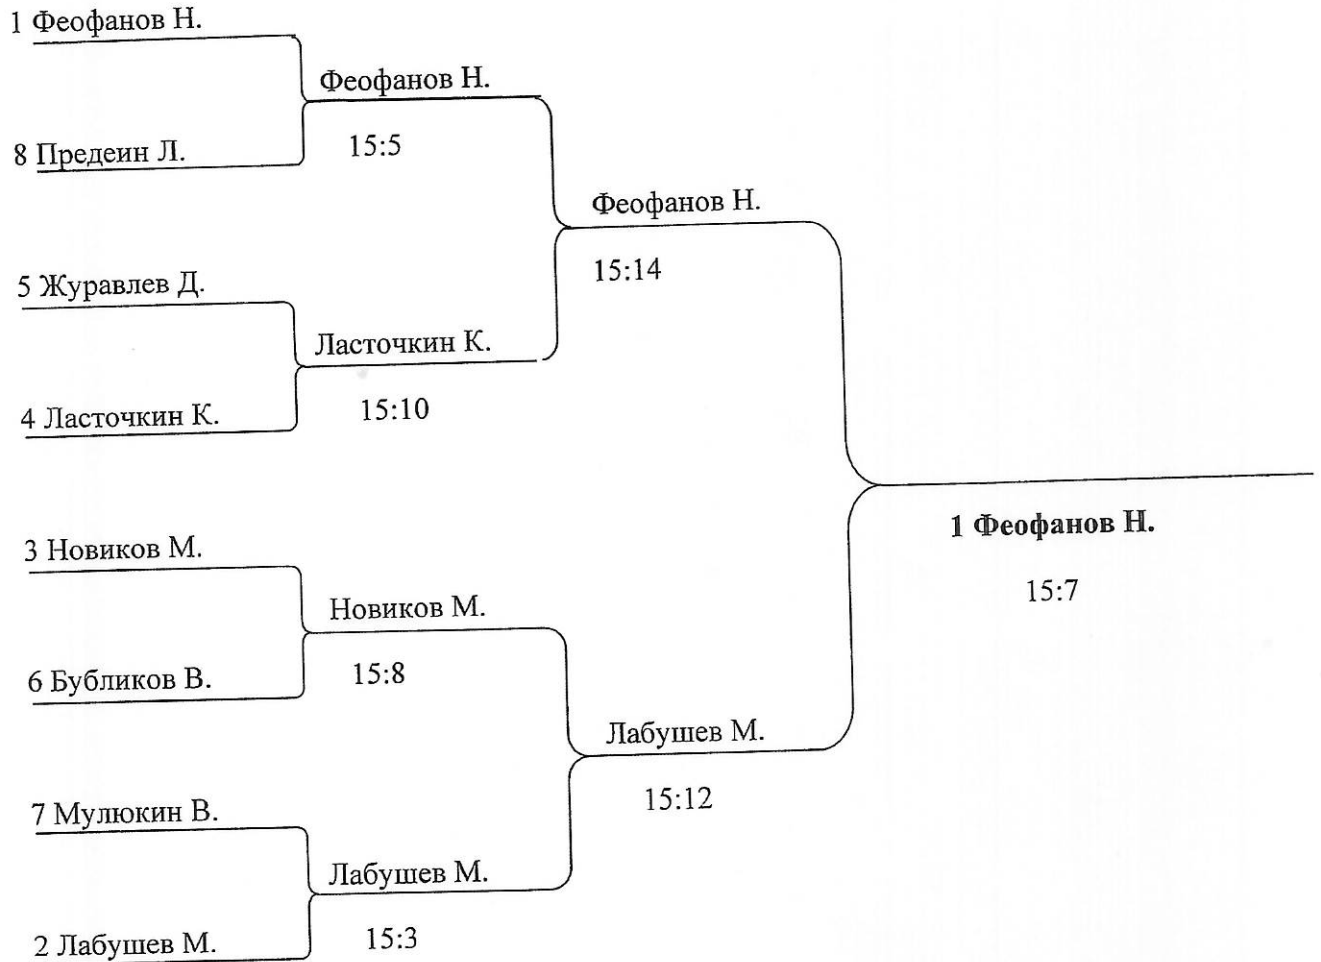 1 Феофанов Н.
Феофанов Н.
8 Предеин Л.
15:5
Феофанов Н.
15:14
5 Журавлев Д.
Ласточкин К.
4 Ласточкин К.
15:10
1 Феофанов Н.
15:7
3 Новиков М.
Новиков М.
6 Бубликов В.
15:8
Лабушев М.
15:12
7 Мулюкин В.
Лабушев М.
2 Лабушев М.
15:3